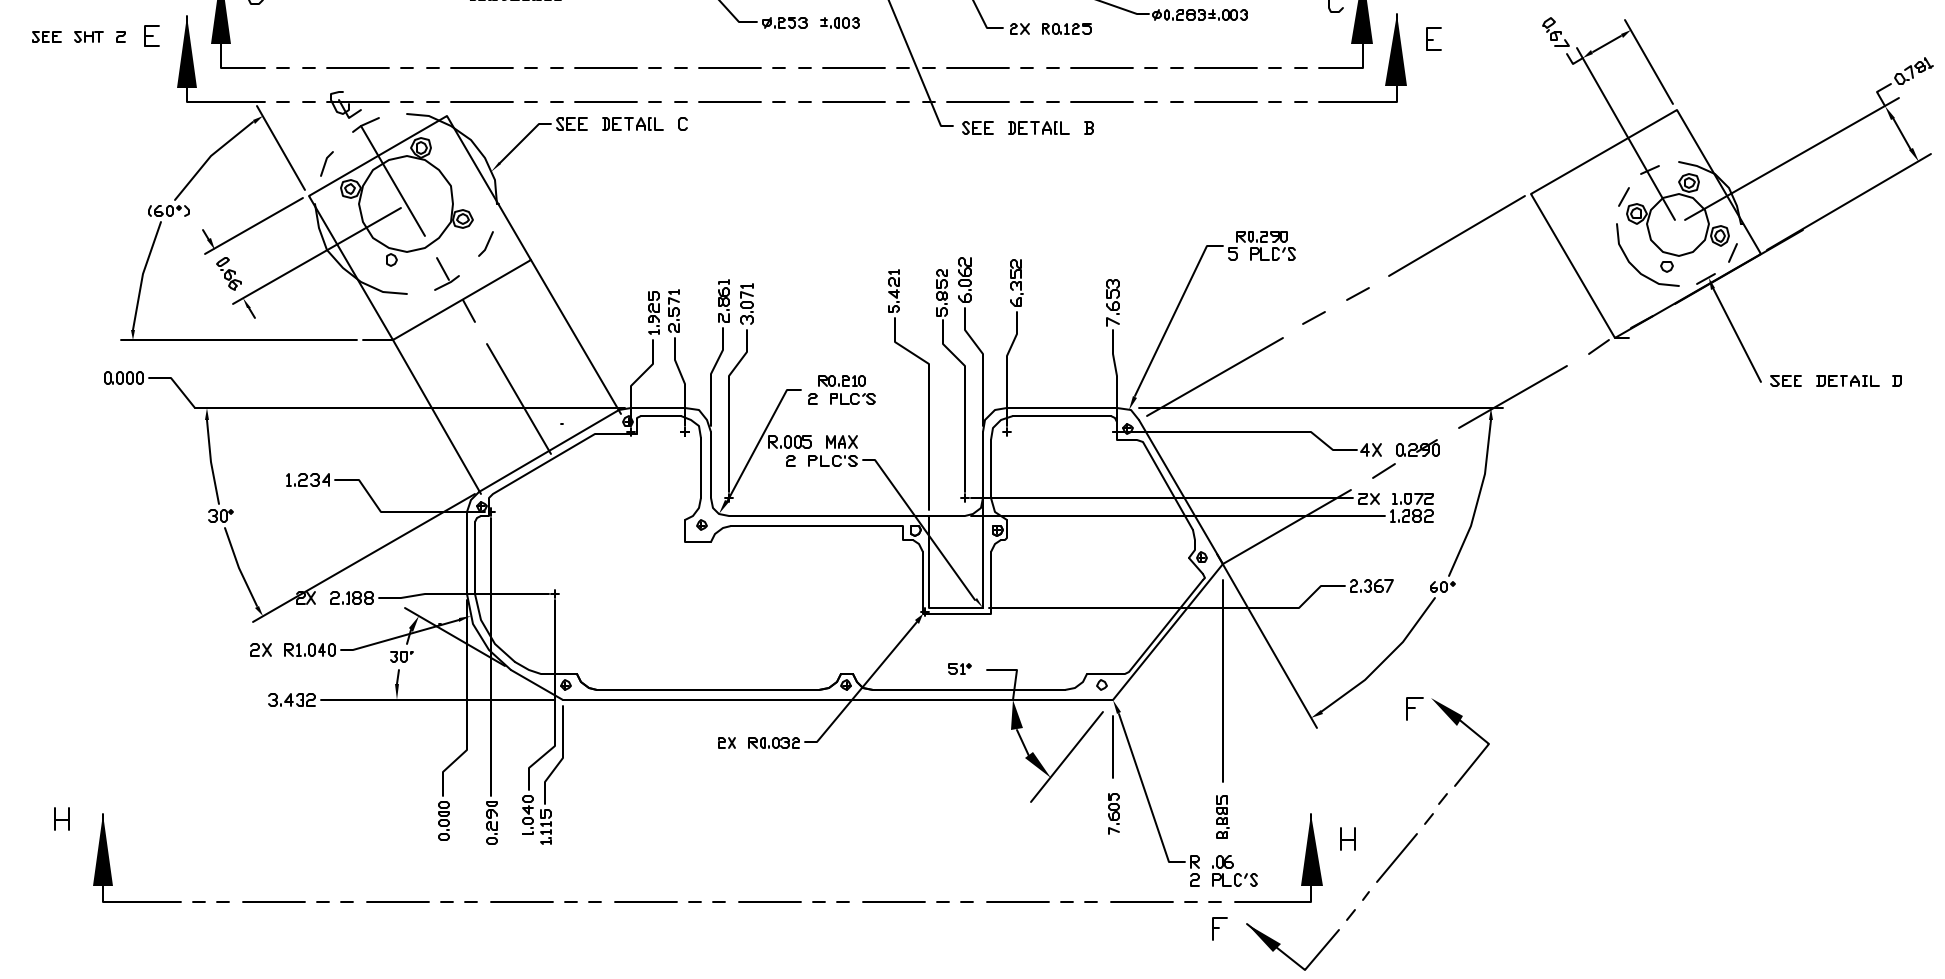 SEE SHT 2 E
Ø.253 ±.003
2X R0.125
Ø0.283±.003
C
E
0.67
0.781
SEE DETAIL C
SEE DETAIL B
(60°)
0.66
R0.290
5 PLC'S
1.925
2.571
2.861
3.071
5.421
5.852
6.062
6.352
7.653
0.000
R0.210
2 PLC'S
SEE DETAIL D
R.005 MAX
2 PLC'S
4X 0.290
1.234
2X 1.072
1.282
30°
2X 2.188
2.367
60°
2X R1.040
30°
51°
3.432
2X R0.032
F
0.000
0.290
1.040
1.115
7.605
8.885
H
H
R .06
2 PLC'S
F